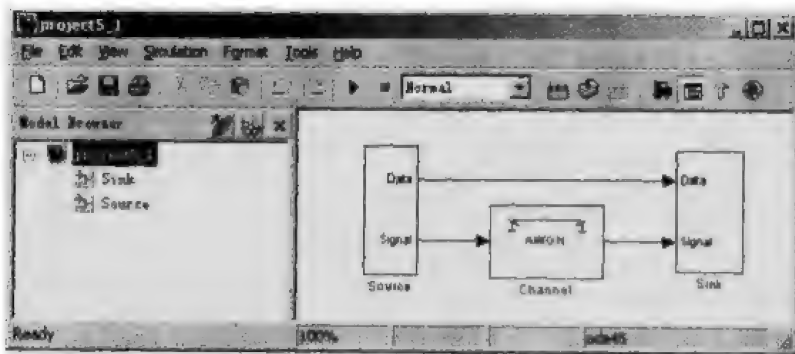 project5_1
File Edit View Simulation Format Tools Help
Normal
Model Browser
Sink
Source
Data
Data
Signal
AWGN
Signal
Source
Channel
Sink
Ready
100%
ode45